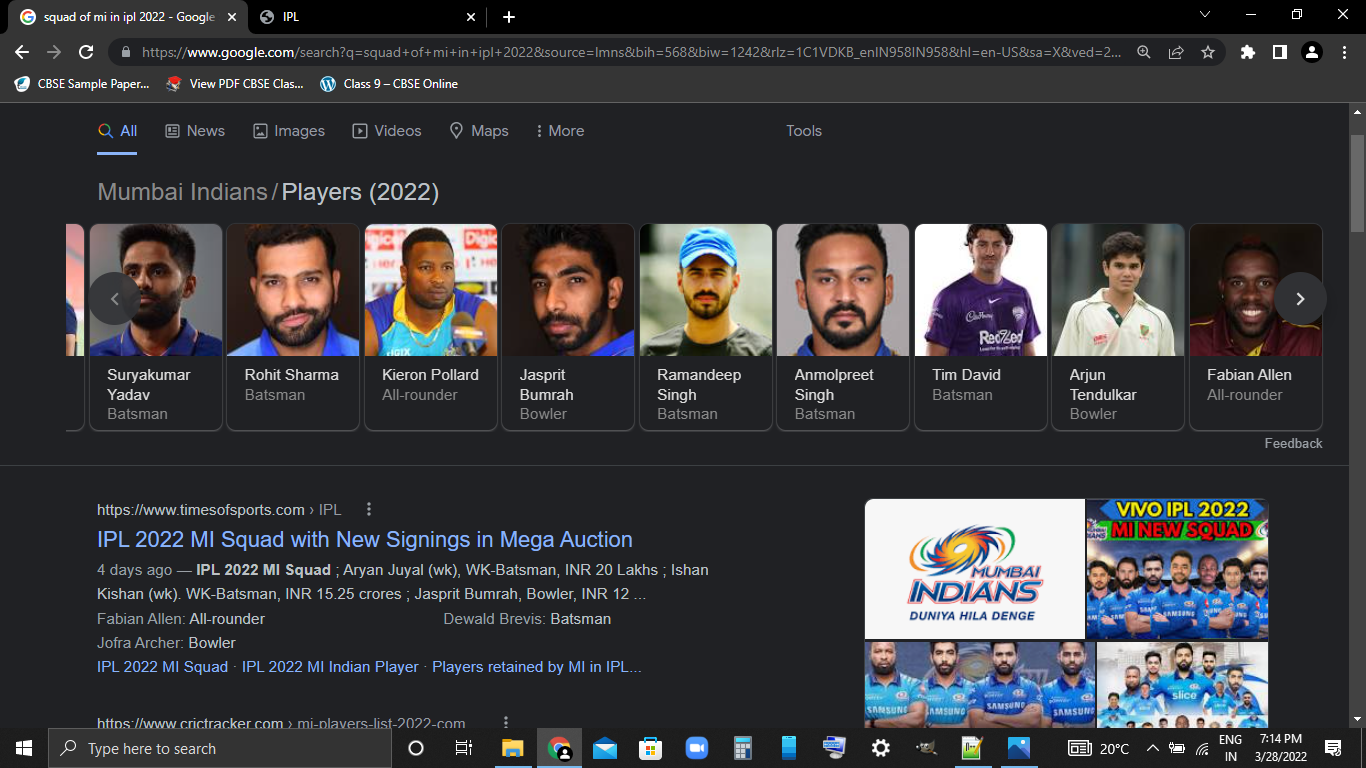 squad of mi in ipl 2022 - Google
IPL
https://www.google.com/search?q=squad+of+mi+in+ipl+2022&source=lmns&bih=568&biw=1242&rlz=1C1VDKB_enIN958IN958&hl=en-US&sa=X&ved=2...
CBSE Sample Paper...
View PDF CBSE Clas...
Class 9 – CBSE Online
All
News
Images
Videos
Maps
More
Tools
Mumbai Indians / Players (2022)
Suryakumar
Yadav
Batsman
Rohit Sharma
Batsman
Kieron Pollard
All-rounder
Jasprit
Bumrah
Bowler
Ramandeep
Singh
Batsman
Anmolpreet
Singh
Batsman
Tim David
Batsman
Arjun
Tendulkar
Bowler
Fabian Allen
All-rounder
Feedback
https://www.timesofsports.com › IPL
IPL 2022 MI Squad with New Signings in Mega Auction
4 days ago — IPL 2022 MI Squad ; Aryan Juyal (wk), WK-Batsman, INR 20 Lakhs ; Ishan
Kishan (wk). WK-Batsman, INR 15.25 crores ; Jasprit Bumrah, Bowler, INR 12 ...
Fabian Allen: All-rounder
Dewald Brevis: Batsman
Jofra Archer: Bowler
IPL 2022 MI Squad · IPL 2022 MI Indian Player · Players retained by MI in IPL...
https://www.crictracker.com › mi-players-list-2022-com
MUMBAI
INDIANS
DUNIYA HILA DENGE
VIVO IPL 2022
MI NEW SQUAD
SAMSUNG
SAMSUNG
SAMSUNG
SAMSUNG
slice
Type here to search
20°C
ENG
IN
7:14 PM
3/28/2022